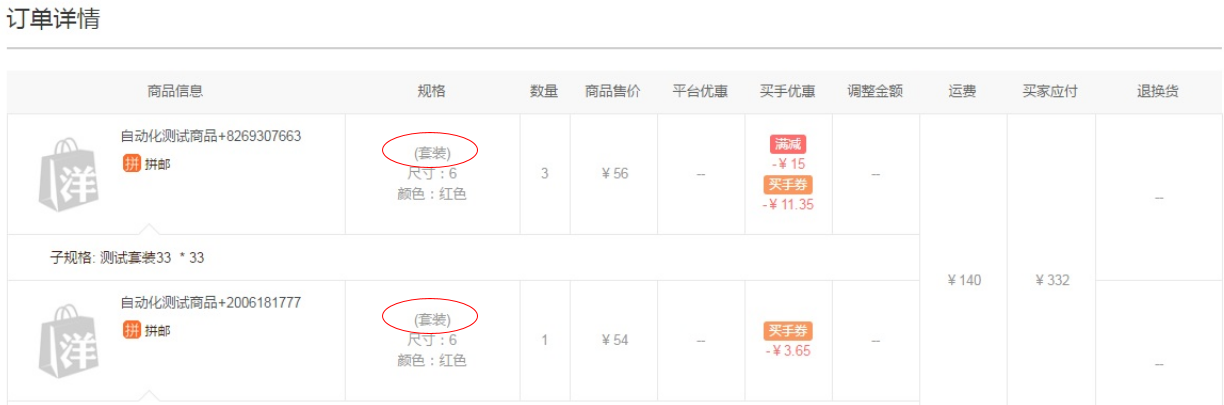 订单详情
商品信息 规格 数量 商品售价 平台优惠 买手优惠 调整金额 运费 买家应付 退换货
洋
自动化测试商品+8269307663
拼 拼邮
(套装)
尺寸：6
颜色：红色
3
¥ 56
--
满减
-¥ 15
买手券
-¥ 11.35
--
--
子规格: 测试套装33 * 33
¥ 140
¥ 332
洋
自动化测试商品+2006181777
拼 拼邮
(套装)
尺寸：6
颜色：红色
1
¥ 54
--
买手券
-¥ 3.65
--
--